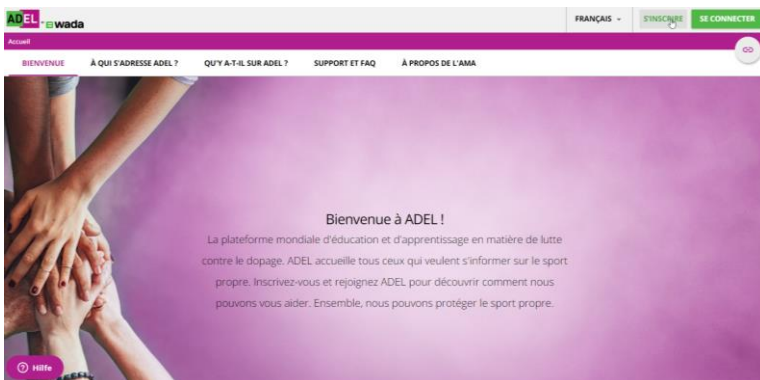 ADEL wada
FRANÇAIS
S'INSCRIRE
SE CONNECTER
Accueil
BIENVENUE
À QUI S'ADRESSE ADEL ?
QU'Y A-T-IL SUR ADEL ?
SUPPORT ET FAQ
À PROPOS DE L'AMA
Bienvenue à ADEL !
La plateforme mondiale d'éducation et d'apprentissage en matière de lutte
contre le dopage. ADEL accueille tous ceux qui veulent s'informer sur le sport
propre. Inscrivez-vous et rejoignez ADEL pour découvrir comment nous
pouvons vous aider. Ensemble, nous pouvons protéger le sport propre.
Hilfe